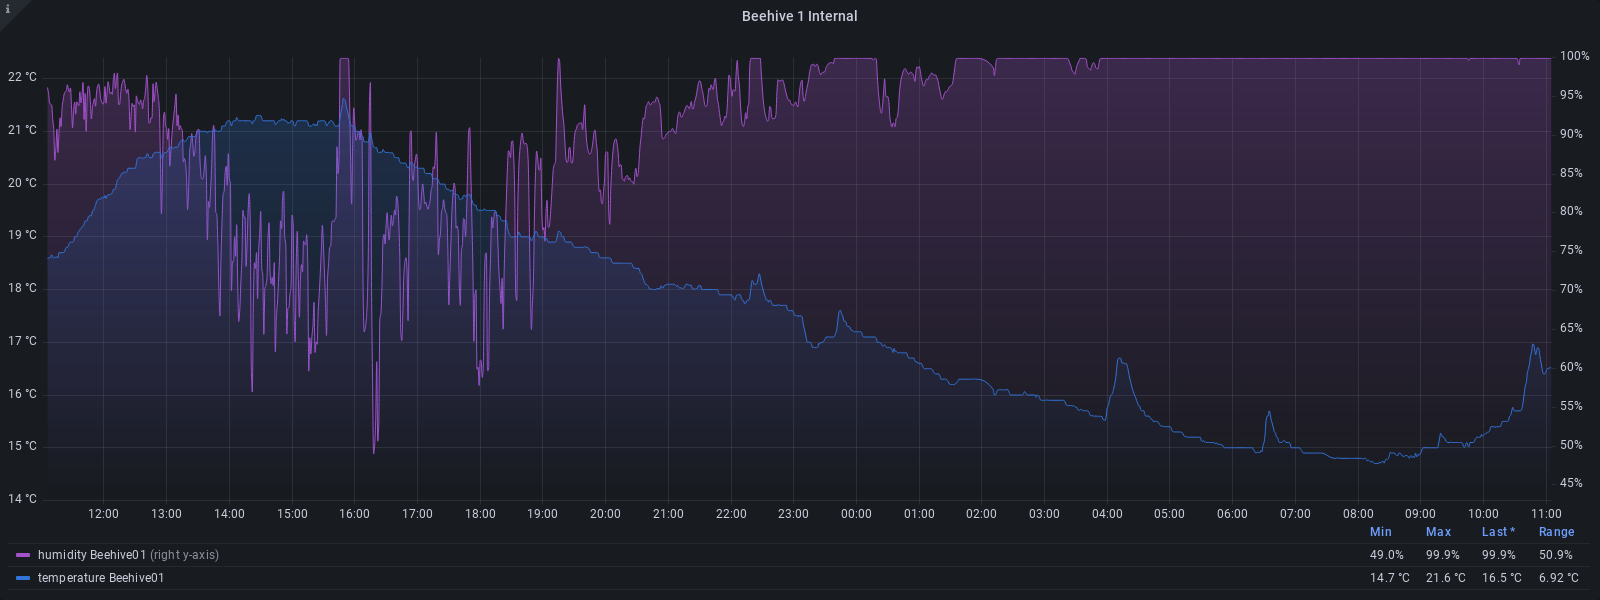 i
Beehive 1 Internal
22 °C
21 °C
20 °C
19 °C
18 °C
17 °C
16 °C
15 °C
14 °C
100%
95%
90%
85%
80%
75%
70%
65%
60%
55%
50%
45%
12:00 13:00 14:00 15:00 16:00 17:00 18:00 19:00 20:00 21:00 22:00 23:00 00:00 01:00 02:00 03:00 04:00 05:00 06:00 07:00 08:00 09:00 10:00 11:00
Min Max Last * Range
humidity Beehive01 (right y-axis) 49.0% 99.9% 99.9% 50.9%
temperature Beehive01 14.7 °C 21.6 °C 16.5 °C 6.92 °C